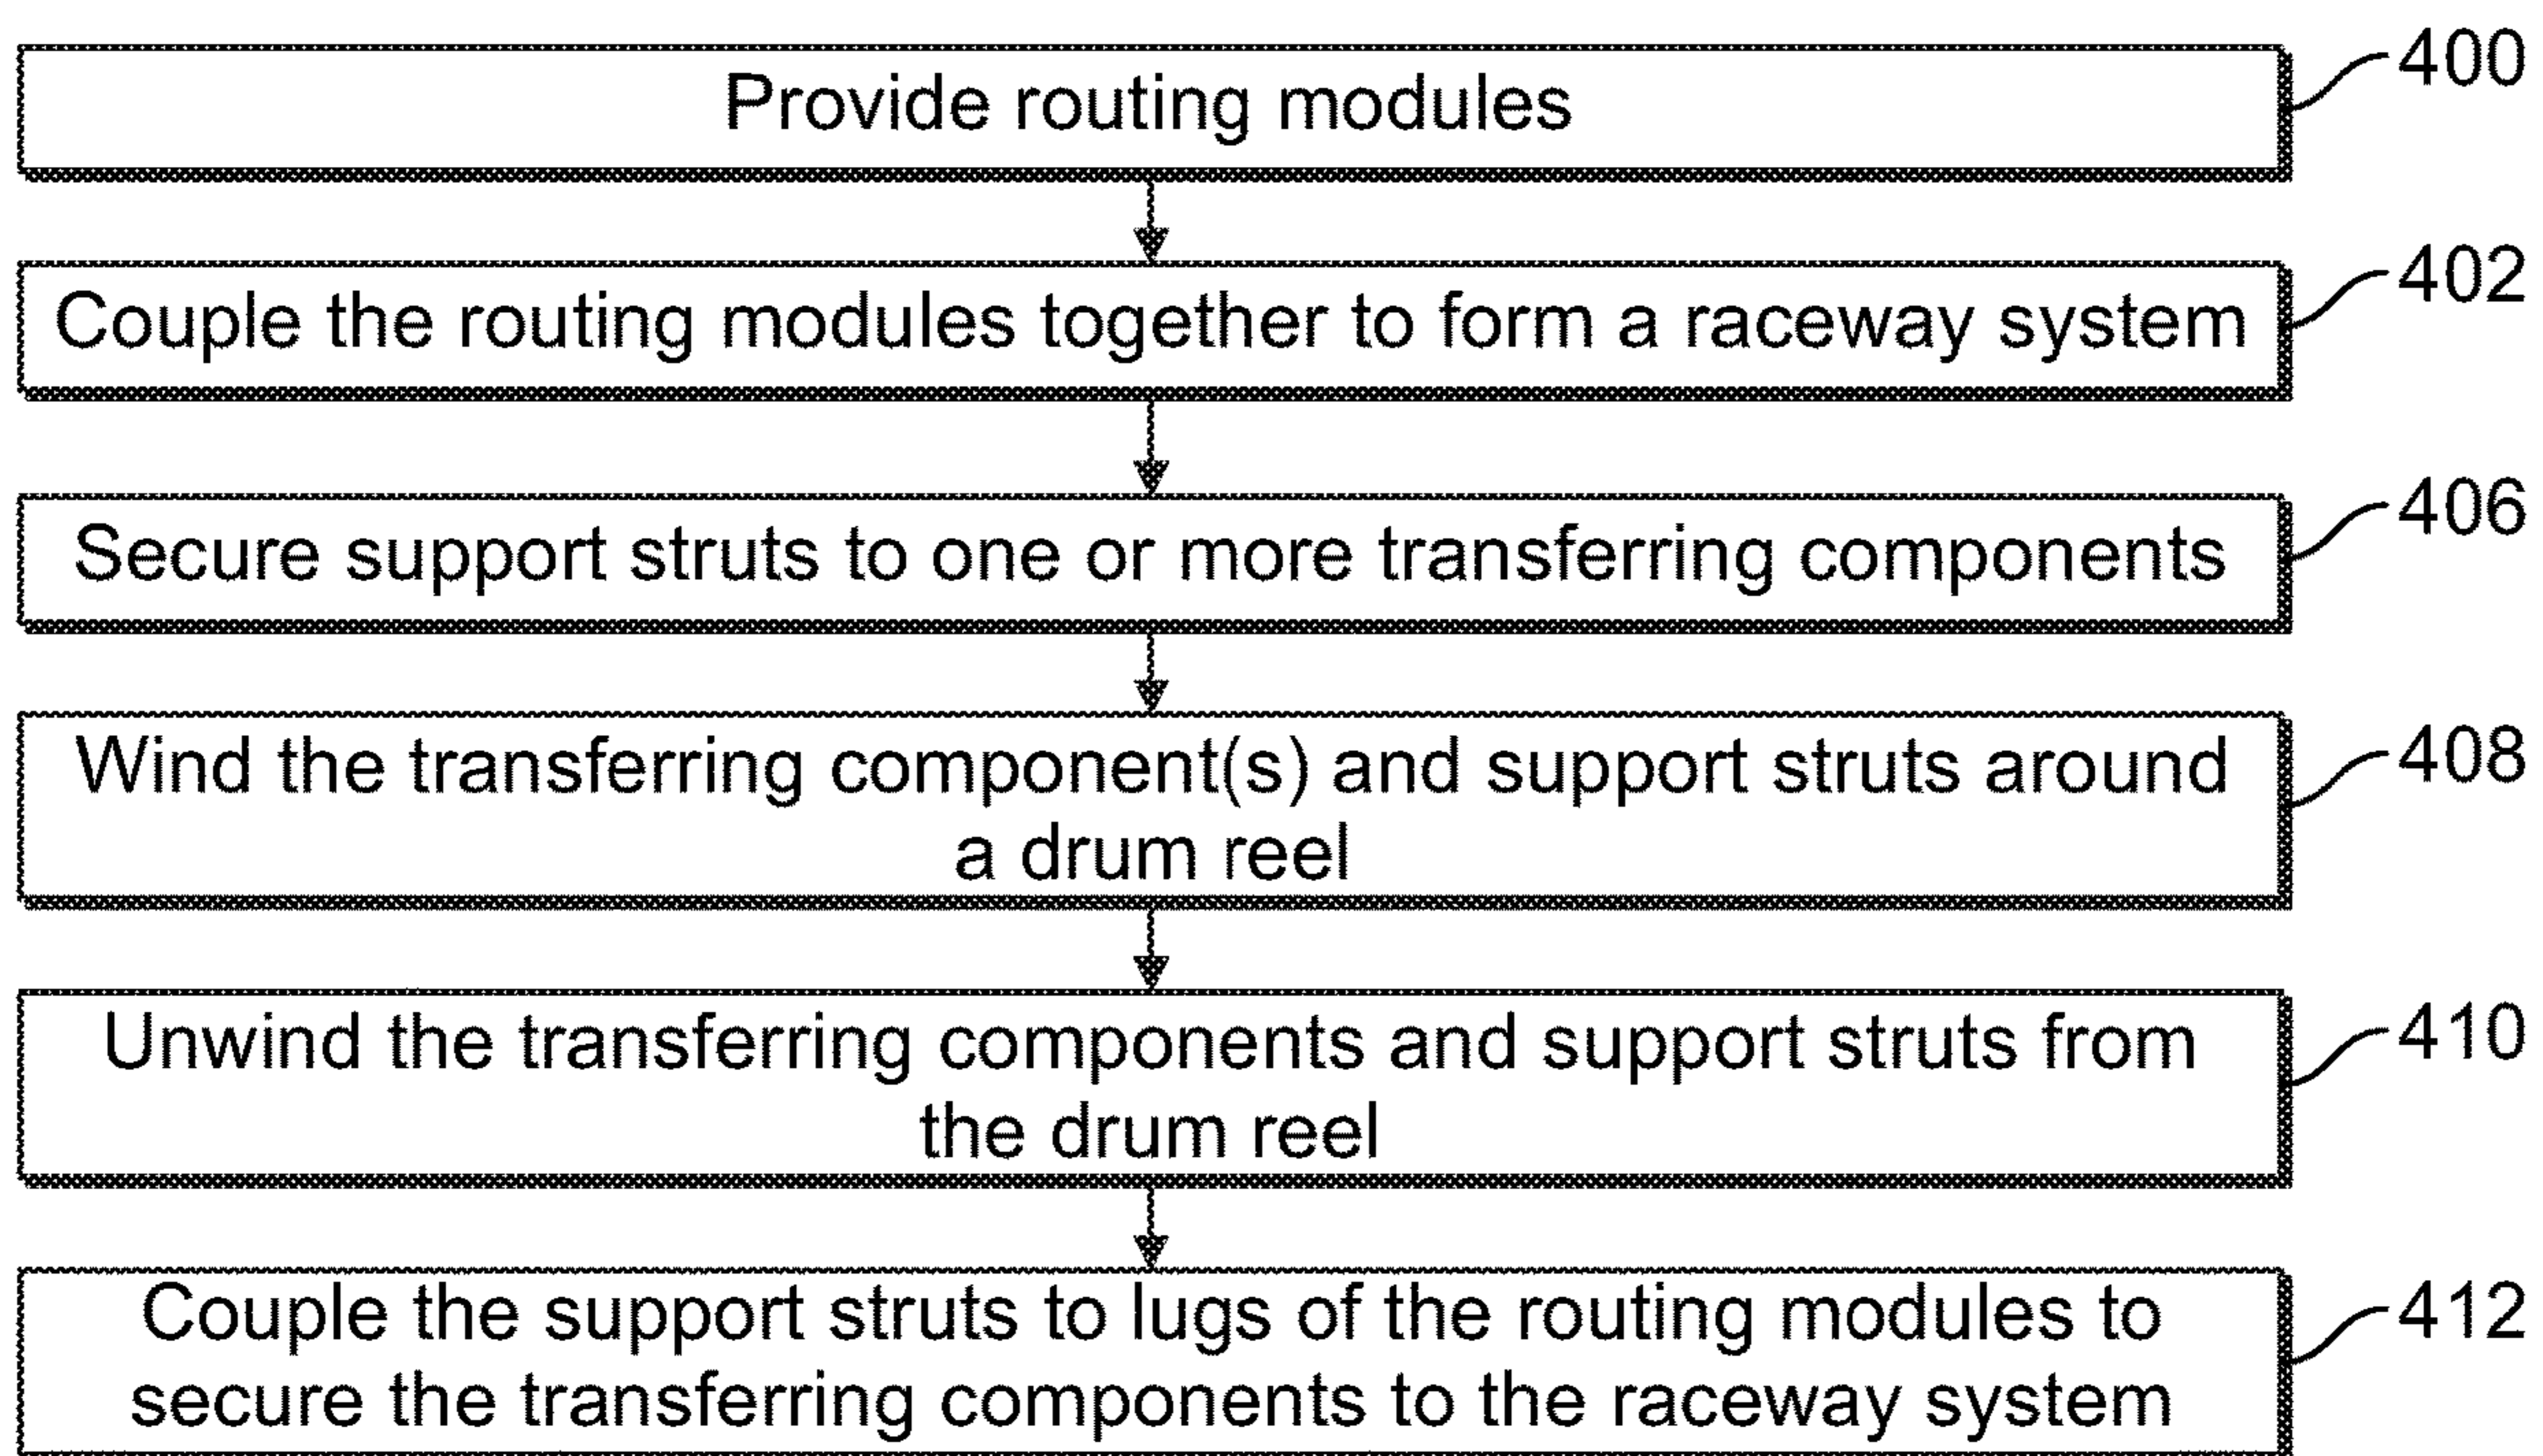 Provide routing modules
400
Couple the routing modules together to form a raceway system
402
Secure support struts to one or more transferring components
406
Wind the transferring component(s) and support struts around
a drum reel
408
Unwind the transferring components and support struts from
the drum reel
410
Couple the support struts to lugs of the routing modules to
secure the transferring components to the raceway system
412